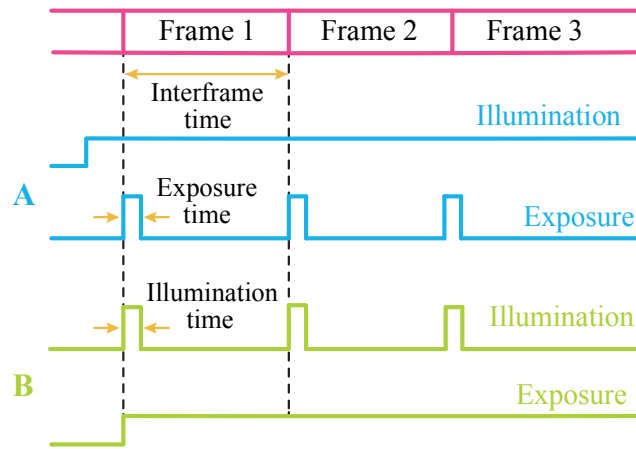 Frame 1
Frame 2
Frame 3
Interframe
time
Illumination
A
Exposure
time
Exposure
Illumination
time
Illumination
B
Exposure